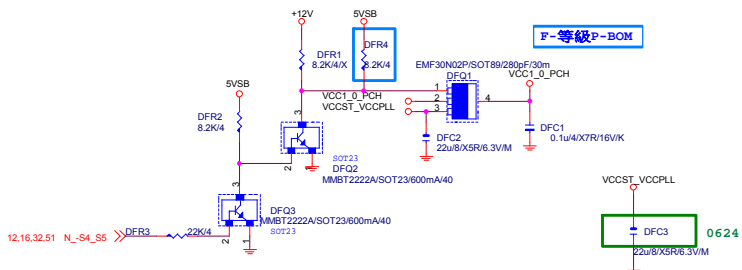 +12V
5VSB
F-等級P-BOM
DFR1
8.2K/4/X
DFR4
8.2K/4
EMF30N02P/SOT89/280pF/30m
DFQ1
VCC1_0_PCH
VCC1_0_PCH
VCCST_VCCPLL
1
2
3
4
5VSB
DFR2
8.2K/4
3
DFC2
22u/8/X5R/6.3V/M
DFC1
0.1u/4/X7R/16V/K
2
1
SOT23
DFQ2
MMBT2222A/SOT23/600mA/40
3
DFQ3
MMBT2222A/SOT23/600mA/40
SOT23
2
1
12,16,32,51 N_-S4_S5
DFR3
22K/4
VCCST_VCCPLL
DFC3
22u/8/X5R/6.3V/M
0624